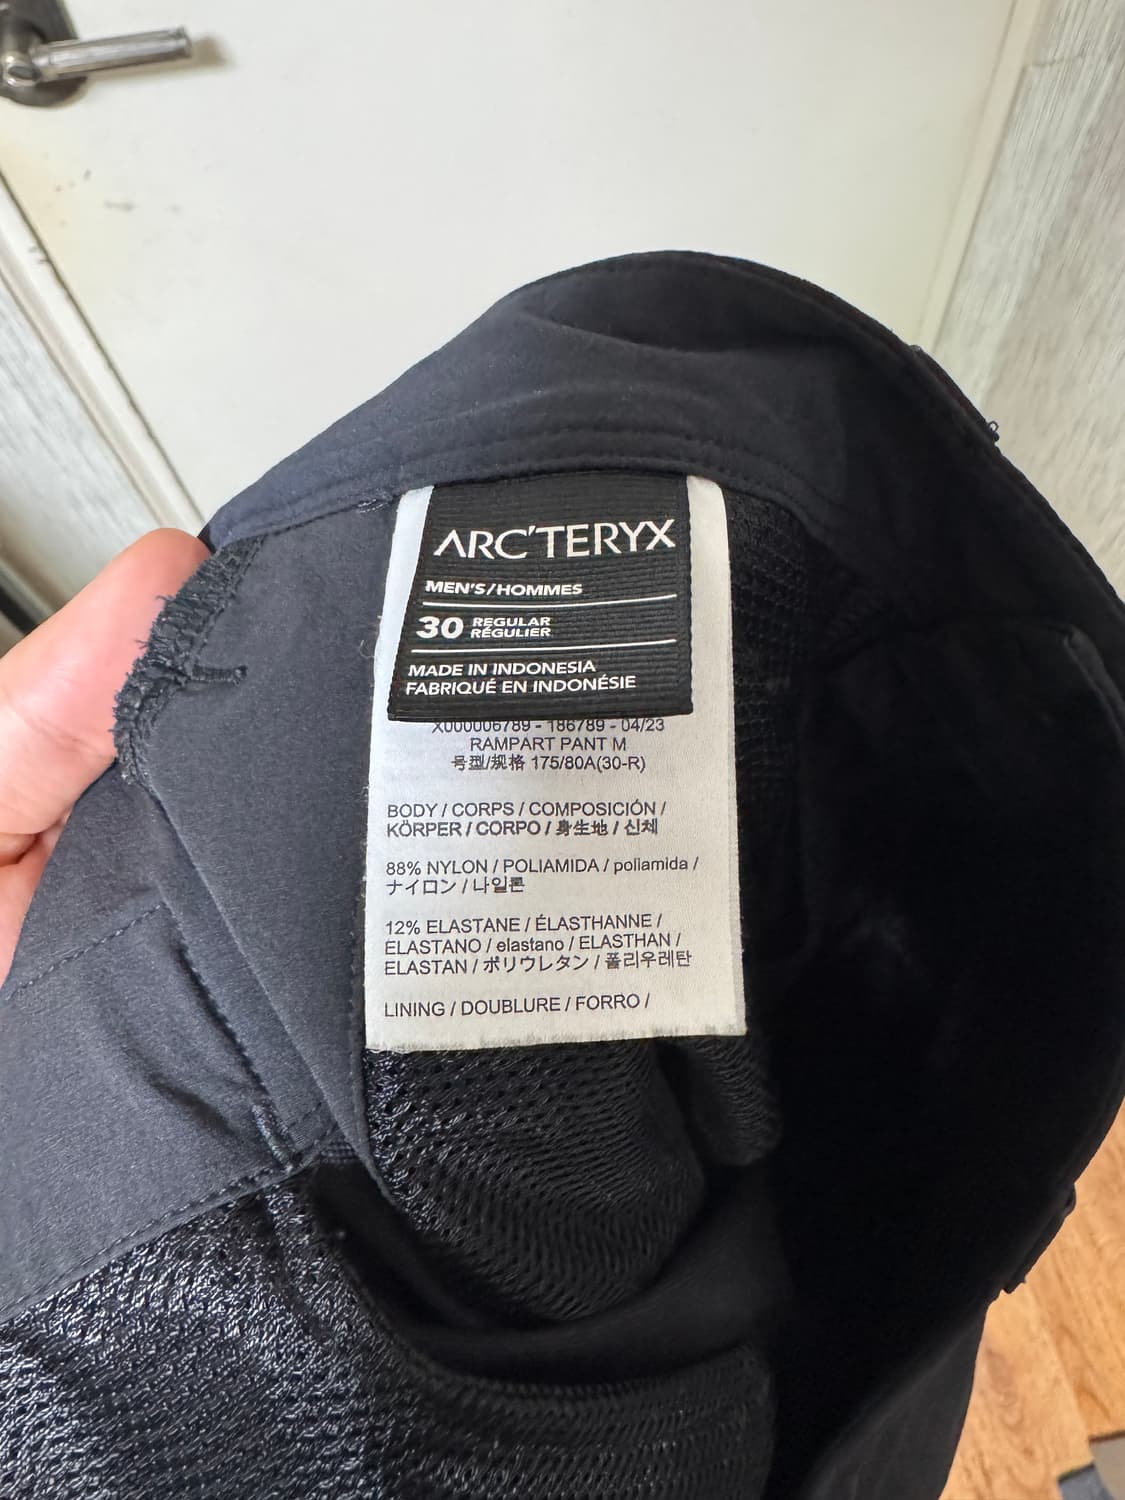 ARC'TERYX
MEN'S/HOMMES
30 REGULAR
RÉGULIER
MADE IN INDONESIA
FABRIQUÉ EN INDONÉSIE
X000006789 - 186789 - 04/23
RAMPART PANT M
号型/规格 175/80A(30-R)
BODY / CORPS / COMPOSICIÓN /
KÖRPER / CORPO / 身生地 / 신체
88% NYLON / POLIAMIDA / poliamida /
ナイロン / 나일론
12% ELASTANE / ÉLASTHANNE /
ELASTANO / elastano / ELASTHAN /
ELASTAN / ポリウレタン / 폴리우레탄
LINING / DOUBLURE / FORRO /